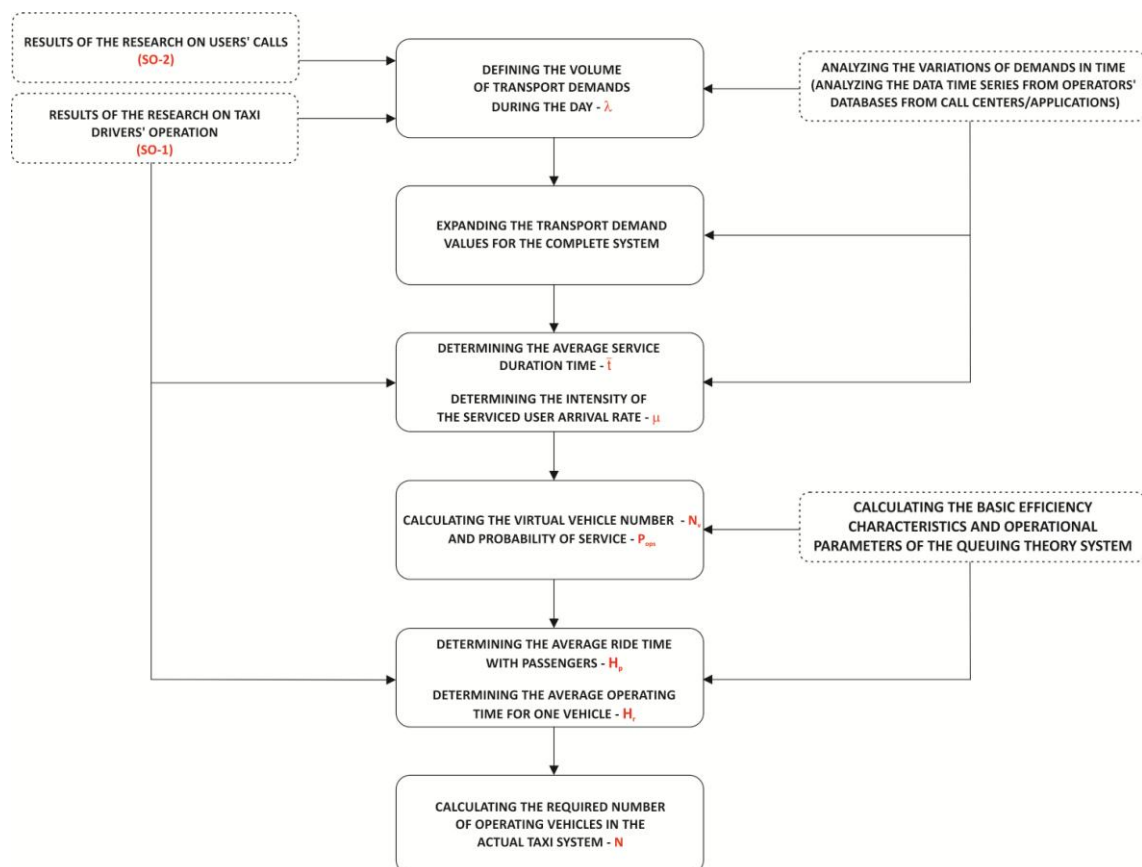 RESULTS OF THE RESEARCH ON USERS' CALLS
(SO-2)
RESULTS OF THE RESEARCH ON TAXI
DRIVERS' OPERATION
(SO-1)
DEFINING THE VOLUME
OF TRANSPORT DEMANDS
DURING THE DAY - λ
ANALYZING THE VARIATIONS OF DEMANDS IN TIME
(ANALYZING THE DATA TIME SERIES FROM OPERATORS'
DATABASES FROM CALL CENTERS/APPLICATIONS)
EXPANDING THE TRANSPORT DEMAND
VALUES FOR THE COMPLETE SYSTEM
DETERMINING THE AVERAGE SERVICE
DURATION TIME - t̄
DETERMINING THE INTENSITY OF
THE SERVICED USER ARRIVAL RATE - μ
CALCULATING THE VIRTUAL VEHICLE NUMBER - Nv
AND PROBABILITY OF SERVICE - Pops
CALCULATING THE BASIC EFFICIENCY
CHARACTERISTICS AND OPERATIONAL
PARAMETERS OF THE QUEUING THEORY SYSTEM
DETERMINING THE AVERAGE RIDE TIME
WITH PASSENGERS - Hp
DETERMINING THE AVERAGE OPERATING
TIME FOR ONE VEHICLE - Hr
CALCULATING THE REQUIRED NUMBER
OF OPERATING VEHICLES IN THE
ACTUAL TAXI SYSTEM - N